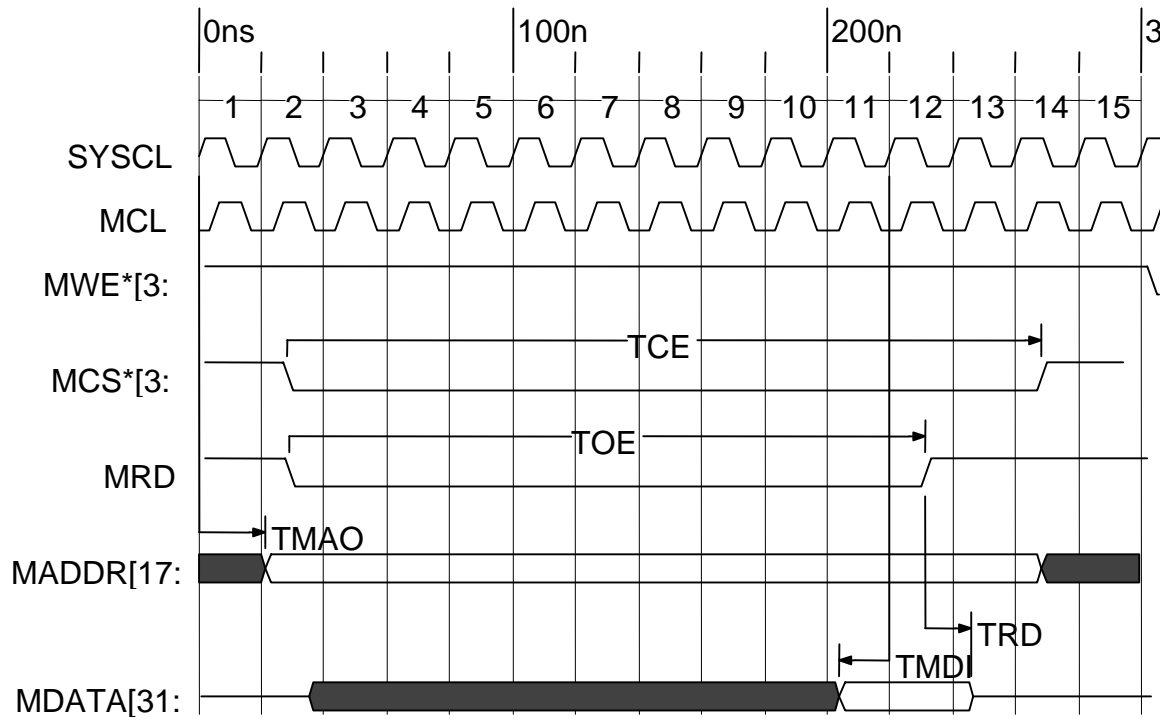 0ns 100n 200n 3
1 2 3 4 5 6 7 8 9 10 11 12 13 14 15
SYSCL
MCL
MWE*[3:
TCE
MCS*[3:
TOE
MRD
TMAO
MADDR[17:
TRD
TMDI
MDATA[31: